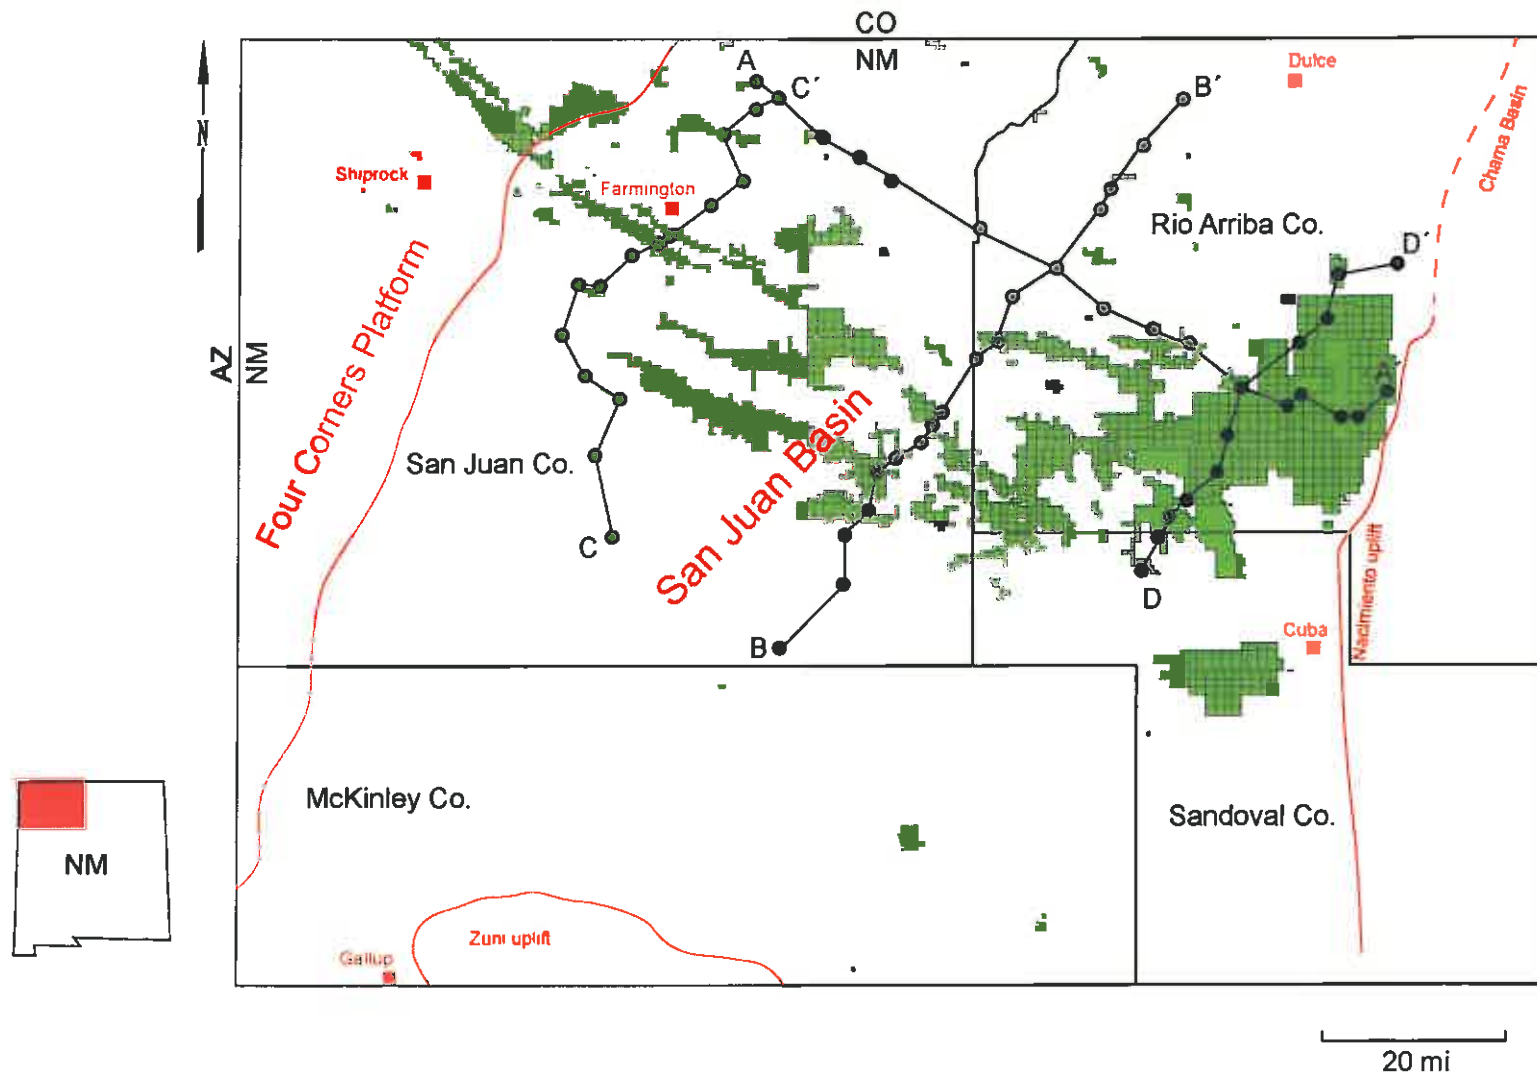 CO
NM
A
C´
B´
Dulce
N
Chama Basin
Shiprock
Farmington
Rio Arriba Co.
D´
Four Corners Platform
AZ
NM
San Juan Basin
San Juan Co.
C
D
Nacimiento uplift
Cuba
B
McKinley Co.
Sandoval Co.
NM
Zuni uplift
Gallup
20 mi